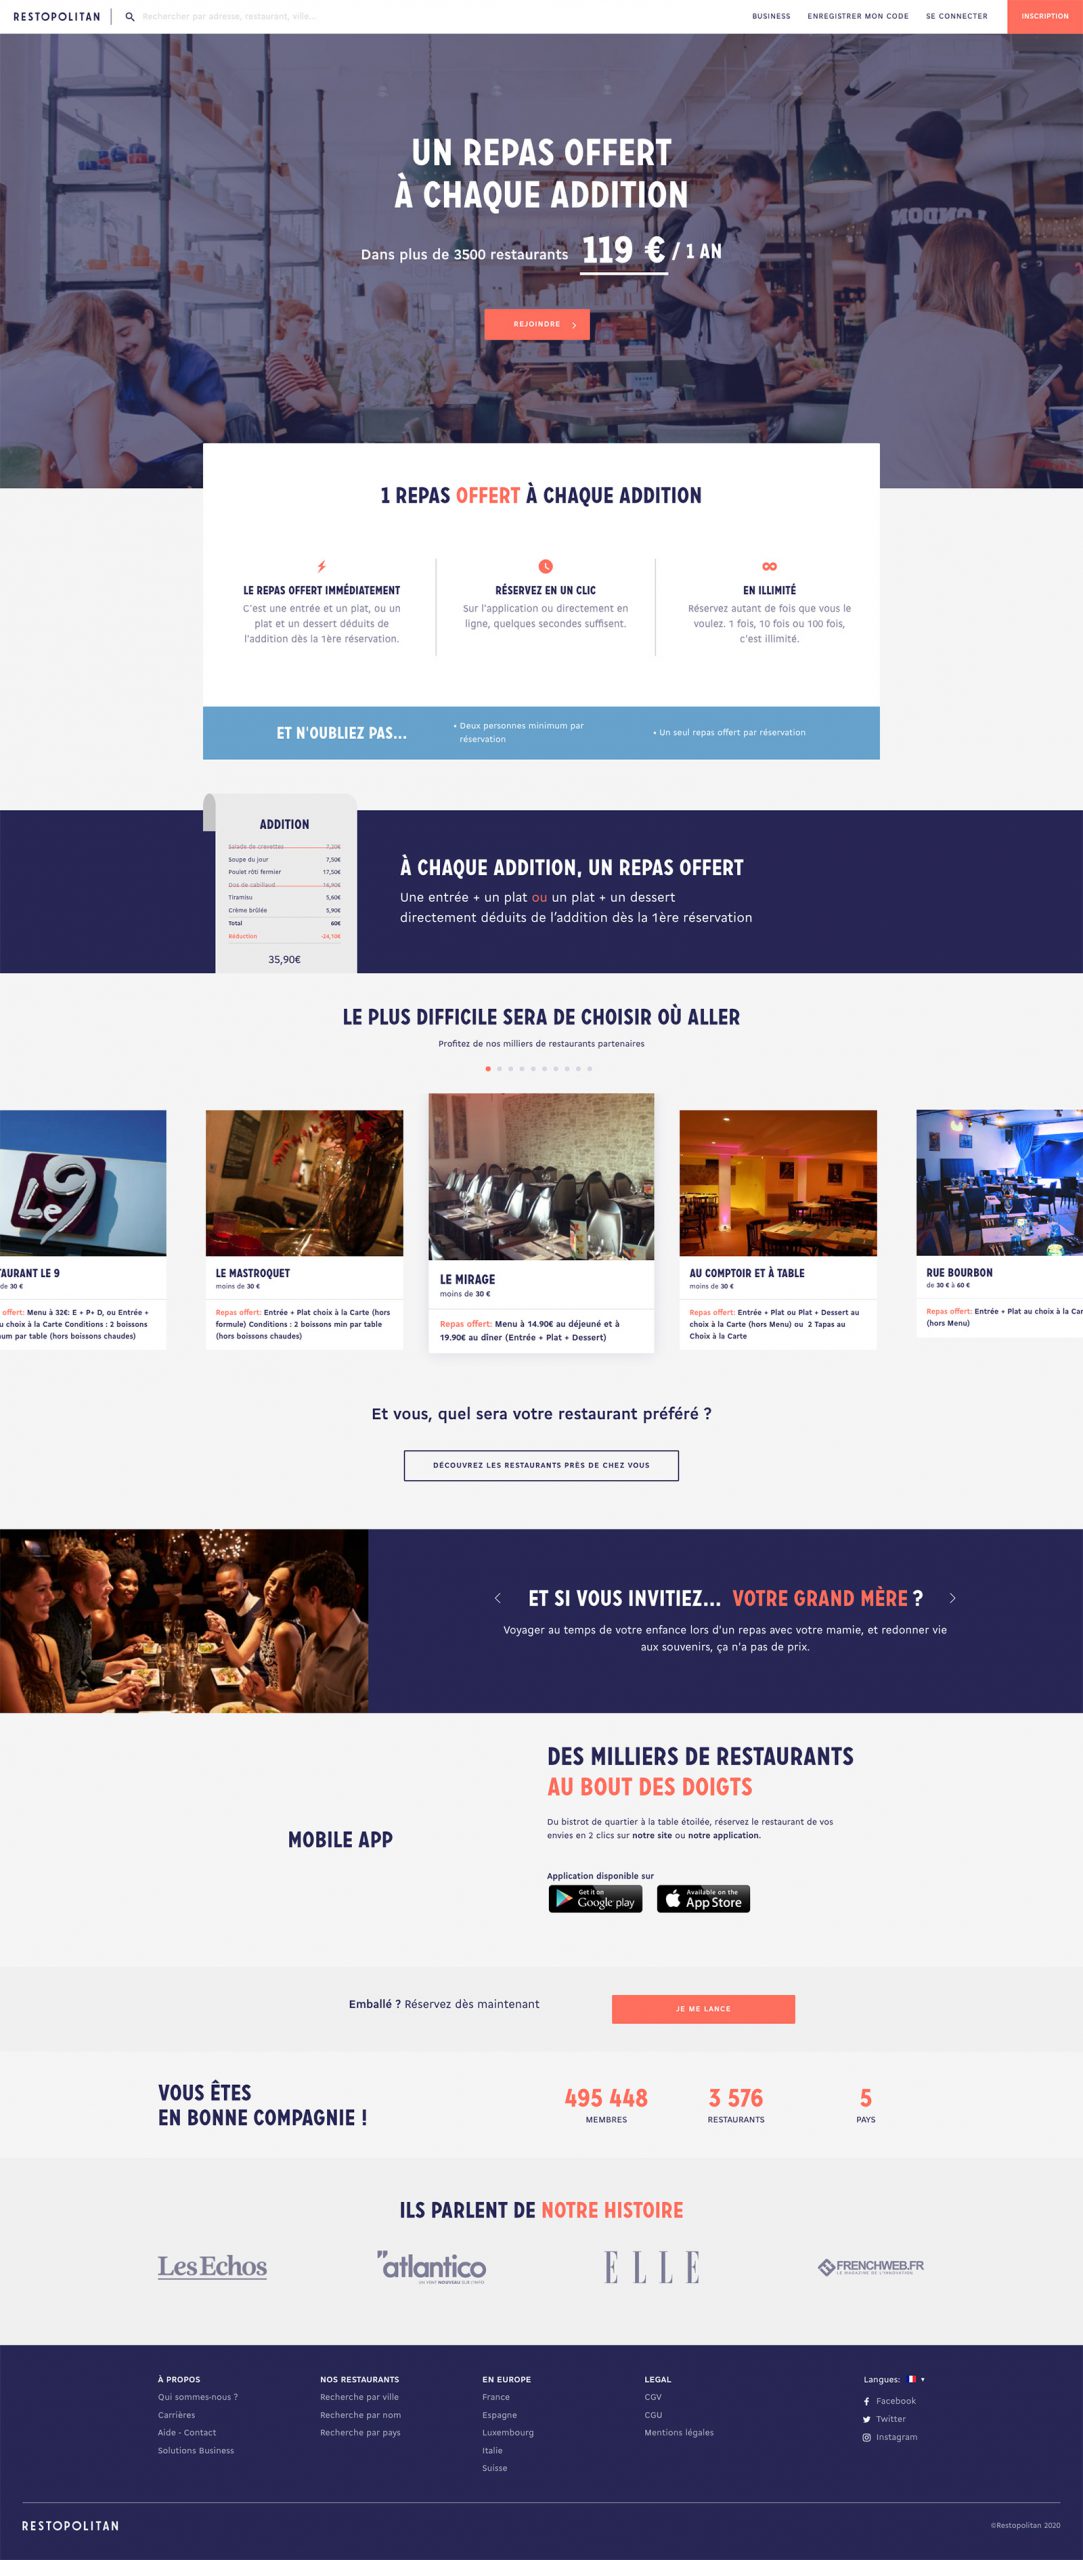 RESTOPOLITAN
Rechercher par adresse, restaurant, ville...
BUSINESS
ENREGISTRER MON CODE
SE CONNECTER
INSCRIPTION
UN REPAS OFFERT
À CHAQUE ADDITION
Dans plus de 3500 restaurants 119 € / 1 AN
REJOINDRE
1 REPAS OFFERT À CHAQUE ADDITION
LE REPAS OFFERT IMMÉDIATEMENT
C'est une entrée et un plat, ou un
plat et un dessert déduits de
l'addition dès la 1ère réservation.
RÉSERVEZ EN UN CLIC
Sur l'application ou directement en
ligne, quelques secondes suffisent.
EN ILLIMITÉ
Réservez autant de fois que vous le
voulez. 1 fois, 10 fois ou 100 fois,
c'est illimité.
ET N'OUBLIEZ PAS...
• Deux personnes minimum par
réservation
• Un seul repas offert par réservation
ADDITION
Salade de crevettes 7,20€
Soupe du jour 7,50€
Poulet rôti fermier 17,50€
Dos de cabillaud 16,90€
Tiramisu 5,60€
Crème brûlée 5,90€
Total 60€
Réduction -24,10€
35,90€
À CHAQUE ADDITION, UN REPAS OFFERT
Une entrée + un plat ou un plat + un dessert
directement déduits de l'addition dès la 1ère réservation
LE PLUS DIFFICILE SERA DE CHOISIR OÙ ALLER
Profitez de nos milliers de restaurants partenaires
Le 9
TAURANT LE 9
de 30 €
offert: Menu à 32€: E + P+ D, ou Entrée +
u choix à la Carte Conditions : 2 boissons
um par table (hors boissons chaudes)
LE MASTROQUET
moins de 30 €
Repas offert: Entrée + Plat choix à la Carte (hors
formule) Conditions : 2 boissons min par table
(hors boissons chaudes)
LE MIRAGE
moins de 30 €
Repas offert: Menu à 14.90€ au déjeuné et à
19.90€ au dîner (Entrée + Plat + Dessert)
AU COMPTOIR ET À TABLE
moins de 30 €
Repas offert: Entrée + Plat ou Plat + Dessert au
choix à la Carte (hors Menu) ou 2 Tapas au
Choix à la Carte
RUE BOURBON
de 30 € à 60 €
Repas offert: Entrée + Plat au choix à la Car
(hors Menu)
Et vous, quel sera votre restaurant préféré ?
DÉCOUVREZ LES RESTAURANTS PRÈS DE CHEZ VOUS
ET SI VOUS INVITIEZ... VOTRE GRAND MÈRE ?
Voyager au temps de votre enfance lors d'un repas avec votre mamie, et redonner vie
aux souvenirs, ça n'a pas de prix.
MOBILE APP
DES MILLIERS DE RESTAURANTS
AU BOUT DES DOIGTS
Du bistrot de quartier à la table étoilée, réservez le restaurant de vos
envies en 2 clics sur notre site ou notre application.
Application disponible sur
Get it on
Google play
Available on the
App Store
Emballé ? Réservez dès maintenant
JE ME LANCE
VOUS ÊTES
EN BONNE COMPAGNIE !
495 448
MEMBRES
3 576
RESTAURANTS
5
PAYS
ILS PARLENT DE NOTRE HISTOIRE
Les Echos
atlantico
UN VENT NOUVEAU SUR L'INFO
ELLE
FRENCHWEB.FR
LE MAGAZINE DE L'INNOVATION
À PROPOS
Qui sommes-nous ?
Carrières
Aide - Contact
Solutions Business
NOS RESTAURANTS
Recherche par ville
Recherche par nom
Recherche par pays
EN EUROPE
France
Espagne
Luxembourg
Italie
Suisse
LEGAL
CGV
CGU
Mentions légales
Langues:
Facebook
Twitter
Instagram
RESTOPOLITAN
©Restopolitan 2020